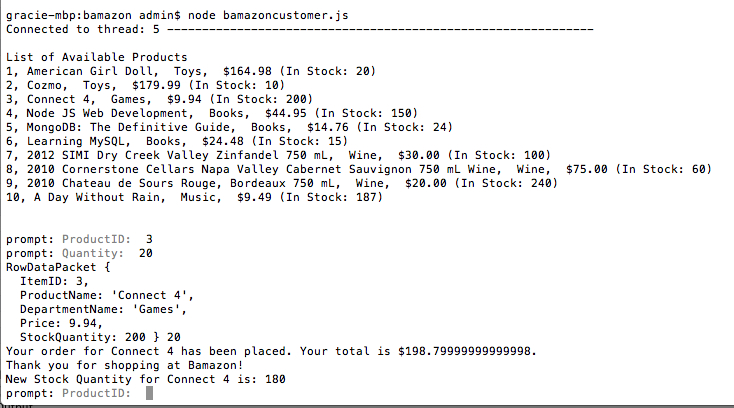 gracie-mbp:bamazon admin$ node bamazoncustomer.js
Connected to thread: 5 -------------------------------------------------------------
List of Available Products
1, American Girl Doll,  Toys,  $164.98 (In Stock: 20)
2, Cozmo,  Toys,  $179.99 (In Stock: 10)
3, Connect 4,  Games,  $9.94 (In Stock: 200)
4, Node JS Web Development,  Books,  $44.95 (In Stock: 150)
5, MongoDB: The Definitive Guide,  Books,  $14.76 (In Stock: 24)
6, Learning MySQL,  Books,  $24.48 (In Stock: 15)
7, 2012 SIMI Dry Creek Valley Zinfandel 750 mL,  Wine,  $30.00 (In Stock: 100)
8, 2010 Cornerstone Cellars Napa Valley Cabernet Sauvignon 750 mL Wine,  Wine,  $75.00 (In Stock: 60)
9, 2010 Chateau de Sours Rouge, Bordeaux 750 mL,  Wine,  $20.00 (In Stock: 240)
10, A Day Without Rain,  Music,  $9.49 (In Stock: 187)
prompt: ProductID:  3
prompt: Quantity:  20
RowDataPacket {
  ItemID: 3,
  ProductName: 'Connect 4',
  DepartmentName: 'Games',
  Price: 9.94,
  StockQuantity: 200 } 20
Your order for Connect 4 has been placed. Your total is $198.79999999999998.
Thank you for shopping at Bamazon!
New Stock Quantity for Connect 4 is: 180
prompt: ProductID: